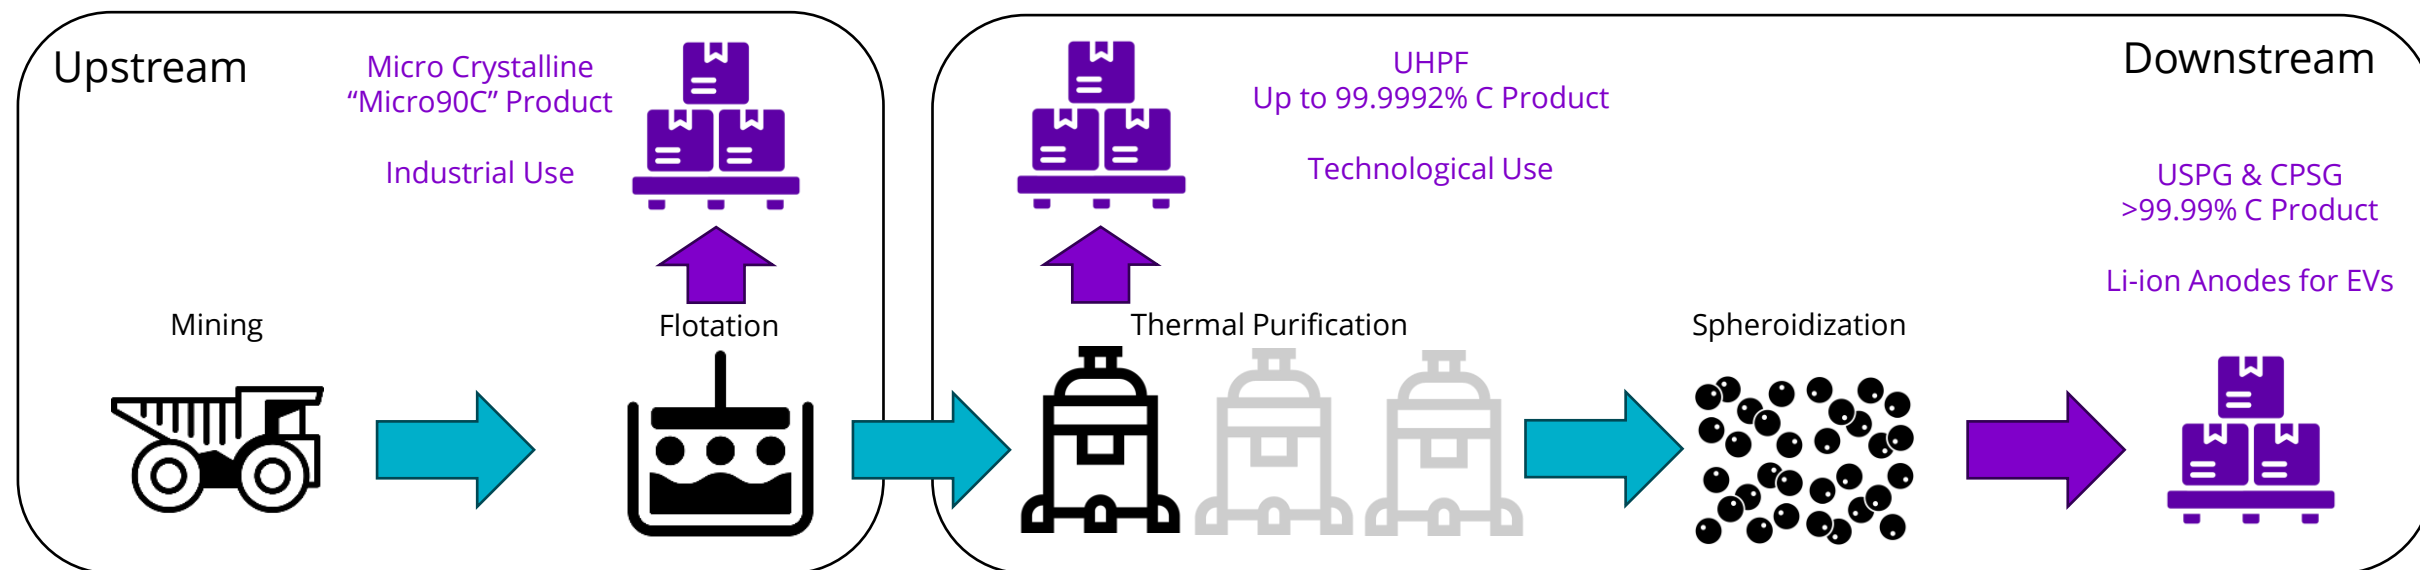 Upstream
Micro Crystalline
“Micro90C” Product
Industrial Use
Mining
Flotation
UHPF
Up to 99.9992% C Product
Technological Use
Downstream
USPG & CPSG
>99.99% C Product
Li-ion Anodes for EVs
Thermal Purification
Spheroidization